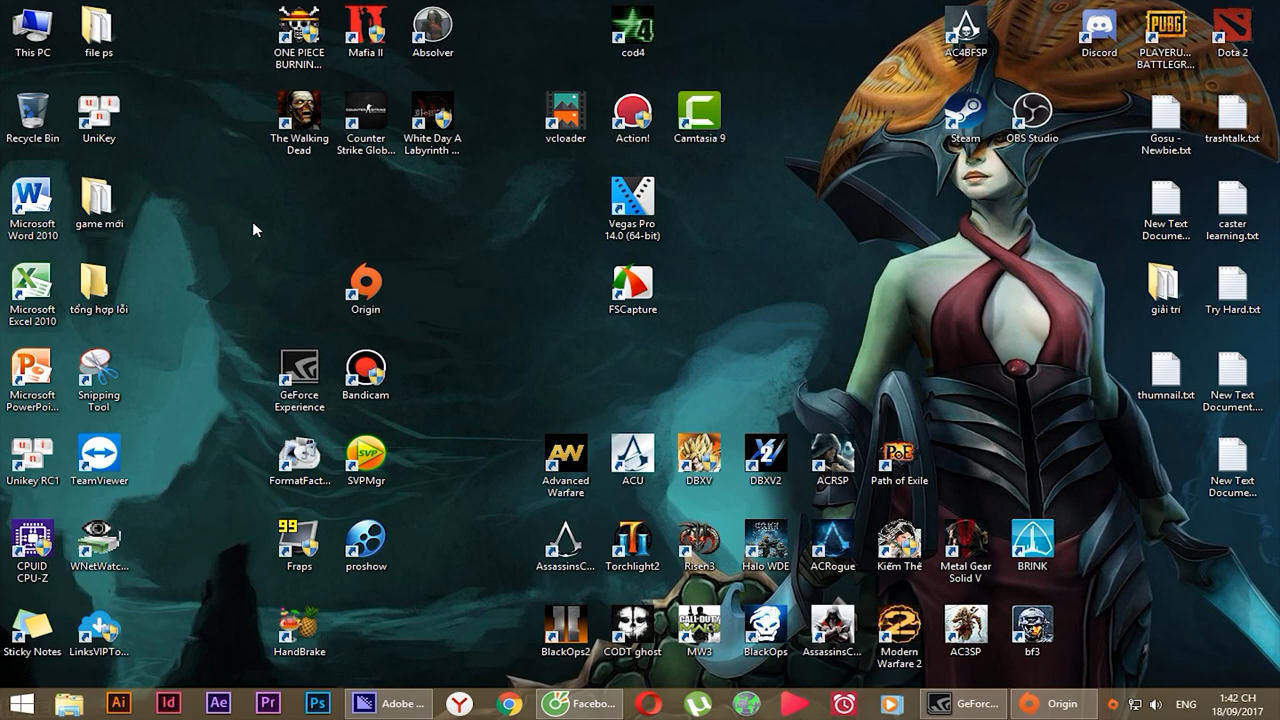 This PC
file ps
ONE PIECE
BURNIN...
Mafia II
Absolver
cod4
AC4BFSP
Discord
PLAYERU...
BATTLEGR...
Dota 2
Recycle Bin
UniKey
The Walking
Dead
Counter
Strike Glob...
White Day A
Labyrinth ...
vcloader
Action!
Camtasia 9
Steam
OBS Studio
Gosu -
Newbie.txt
trashtalk.txt
Microsoft
Word 2010
game mới
Vegas Pro
14.0 (64-bit)
New Text
Docume...
caster
learning.txt
Microsoft
Excel 2010
tổng hợp lỗi
Origin
FSCapture
giải trí
Try Hard.txt
Microsoft
PowerPoi...
Snipping
Tool
GeForce
Experience
Bandicam
thumnail.txt
New Text
Document....
Unikey RC1
TeamViewer
FormatFact...
SVPMgr
Advanced
Warfare
ACU
DBXV
DBXV2
ACRSP
Path of Exile
New Text
Docume...
CPUID
CPU-Z
WNetWatc...
99
Fraps
proshow
AssassinsC...
Torchlight2
Risen3
Halo WDE
ACRogue
Kiếm Thế
Metal Gear
Solid V
BRINK
Sticky Notes
LinksVIPTo...
HandBrake
BlackOps2
CODT ghost
MW3
BlackOps
AssassinsC...
Modern
Warfare 2
AC3SP
bf3
Ai
Id
Ae
Pr
Ps
Adobe ...
Facebo...
GeForc...
Origin
ENG
1:42 CH
18/09/2017